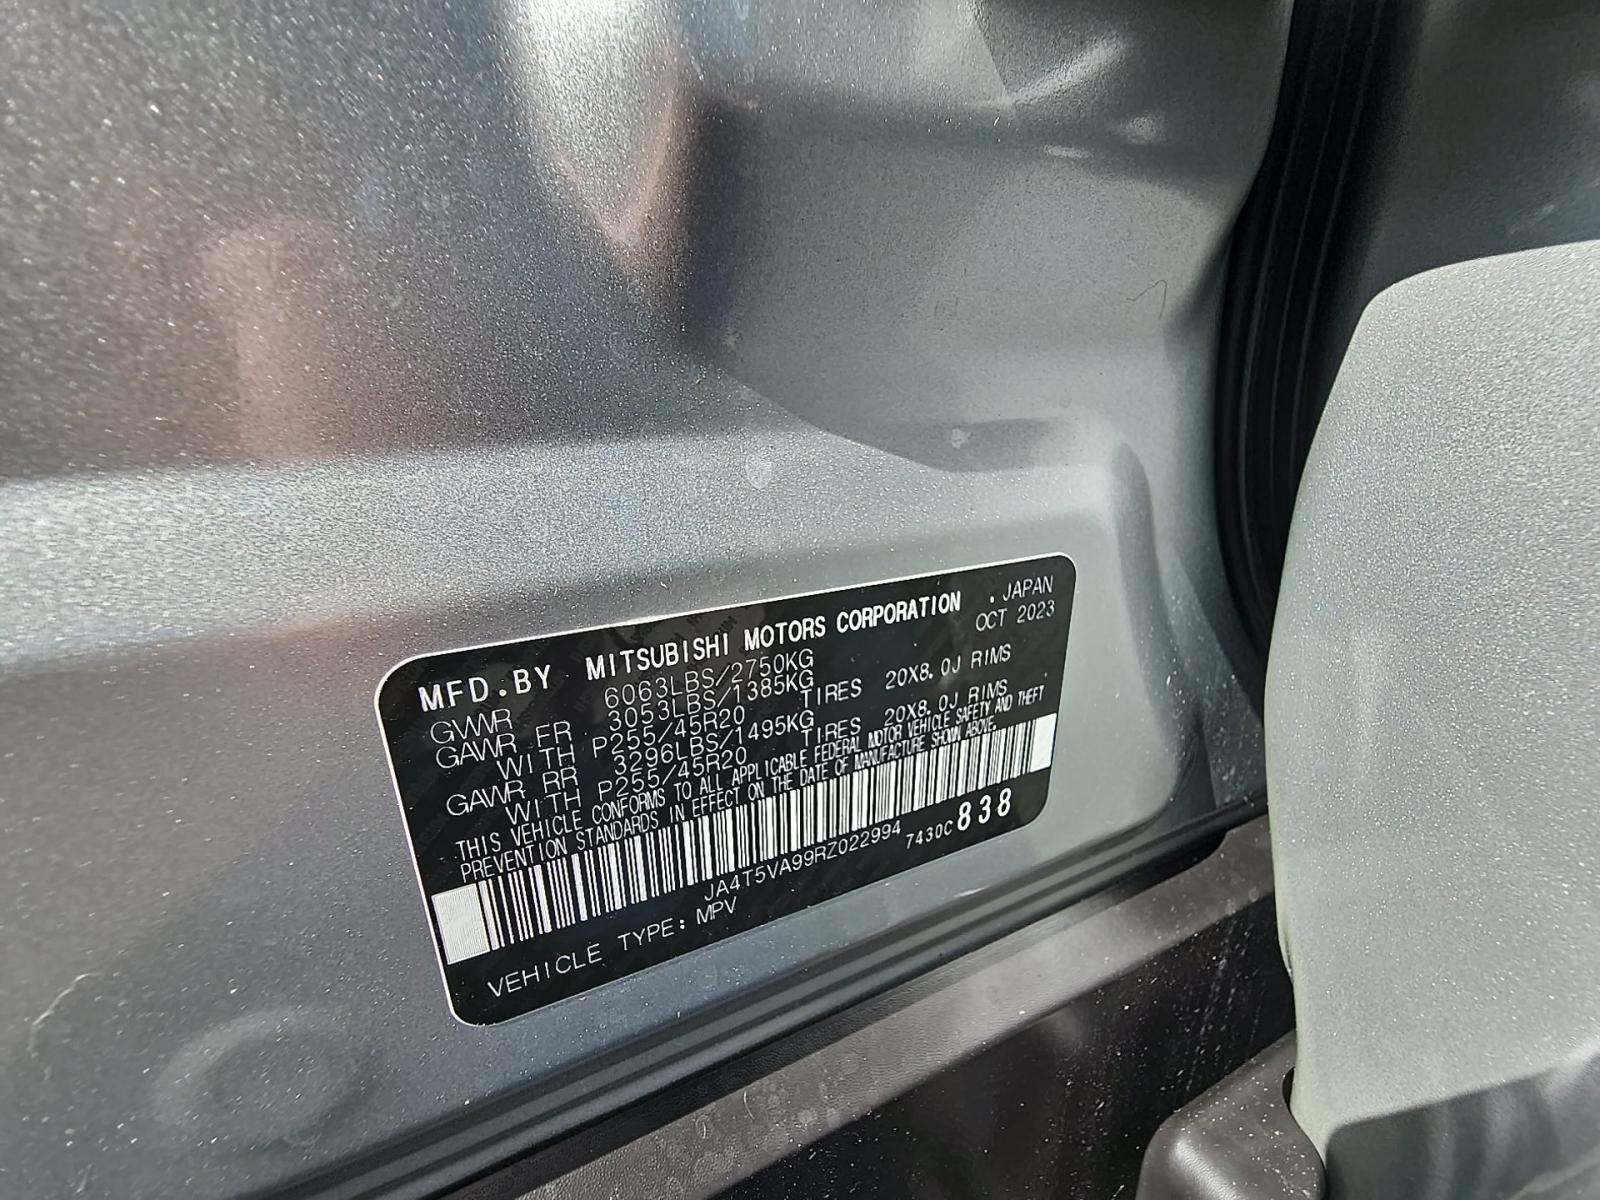 MFD.BY MITSUBISHI MOTORS CORPORATION . JAPAN
OCT 2023
GVWR 6063LBS/2750KG
GAWR FR 3053LBS/1385KG
WITH P255/45R20 TIRES 20X8.0J RIMS
GAWR RR 3296LBS/1495KG
WITH P255/45R20 TIRES 20X8.0J RIMS
THIS VEHICLE CONFORMS TO ALL APPLICABLE FEDERAL MOTOR VEHICLE SAFETY AND THEFT
PREVENTION STANDARDS IN EFFECT ON THE DATE OF MANUFACTURE SHOWN ABOVE.
JA4T5VA99RZ022994 7430C 838
VEHICLE TYPE: MPV